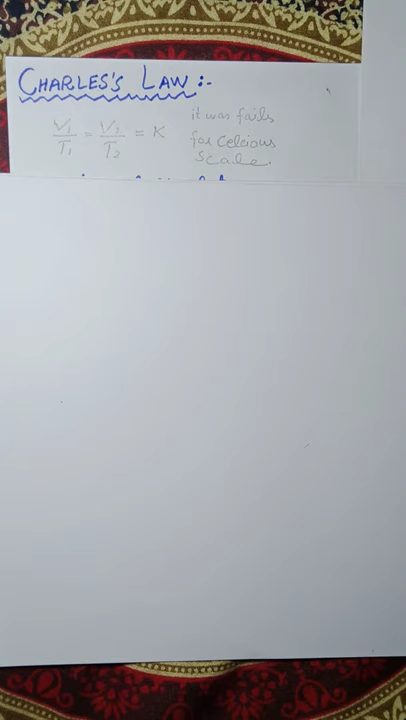 CHARLES'S LAW :-
V₁/T₁ = V₂/T₂ = K
it was fails
for Celcious
scale.